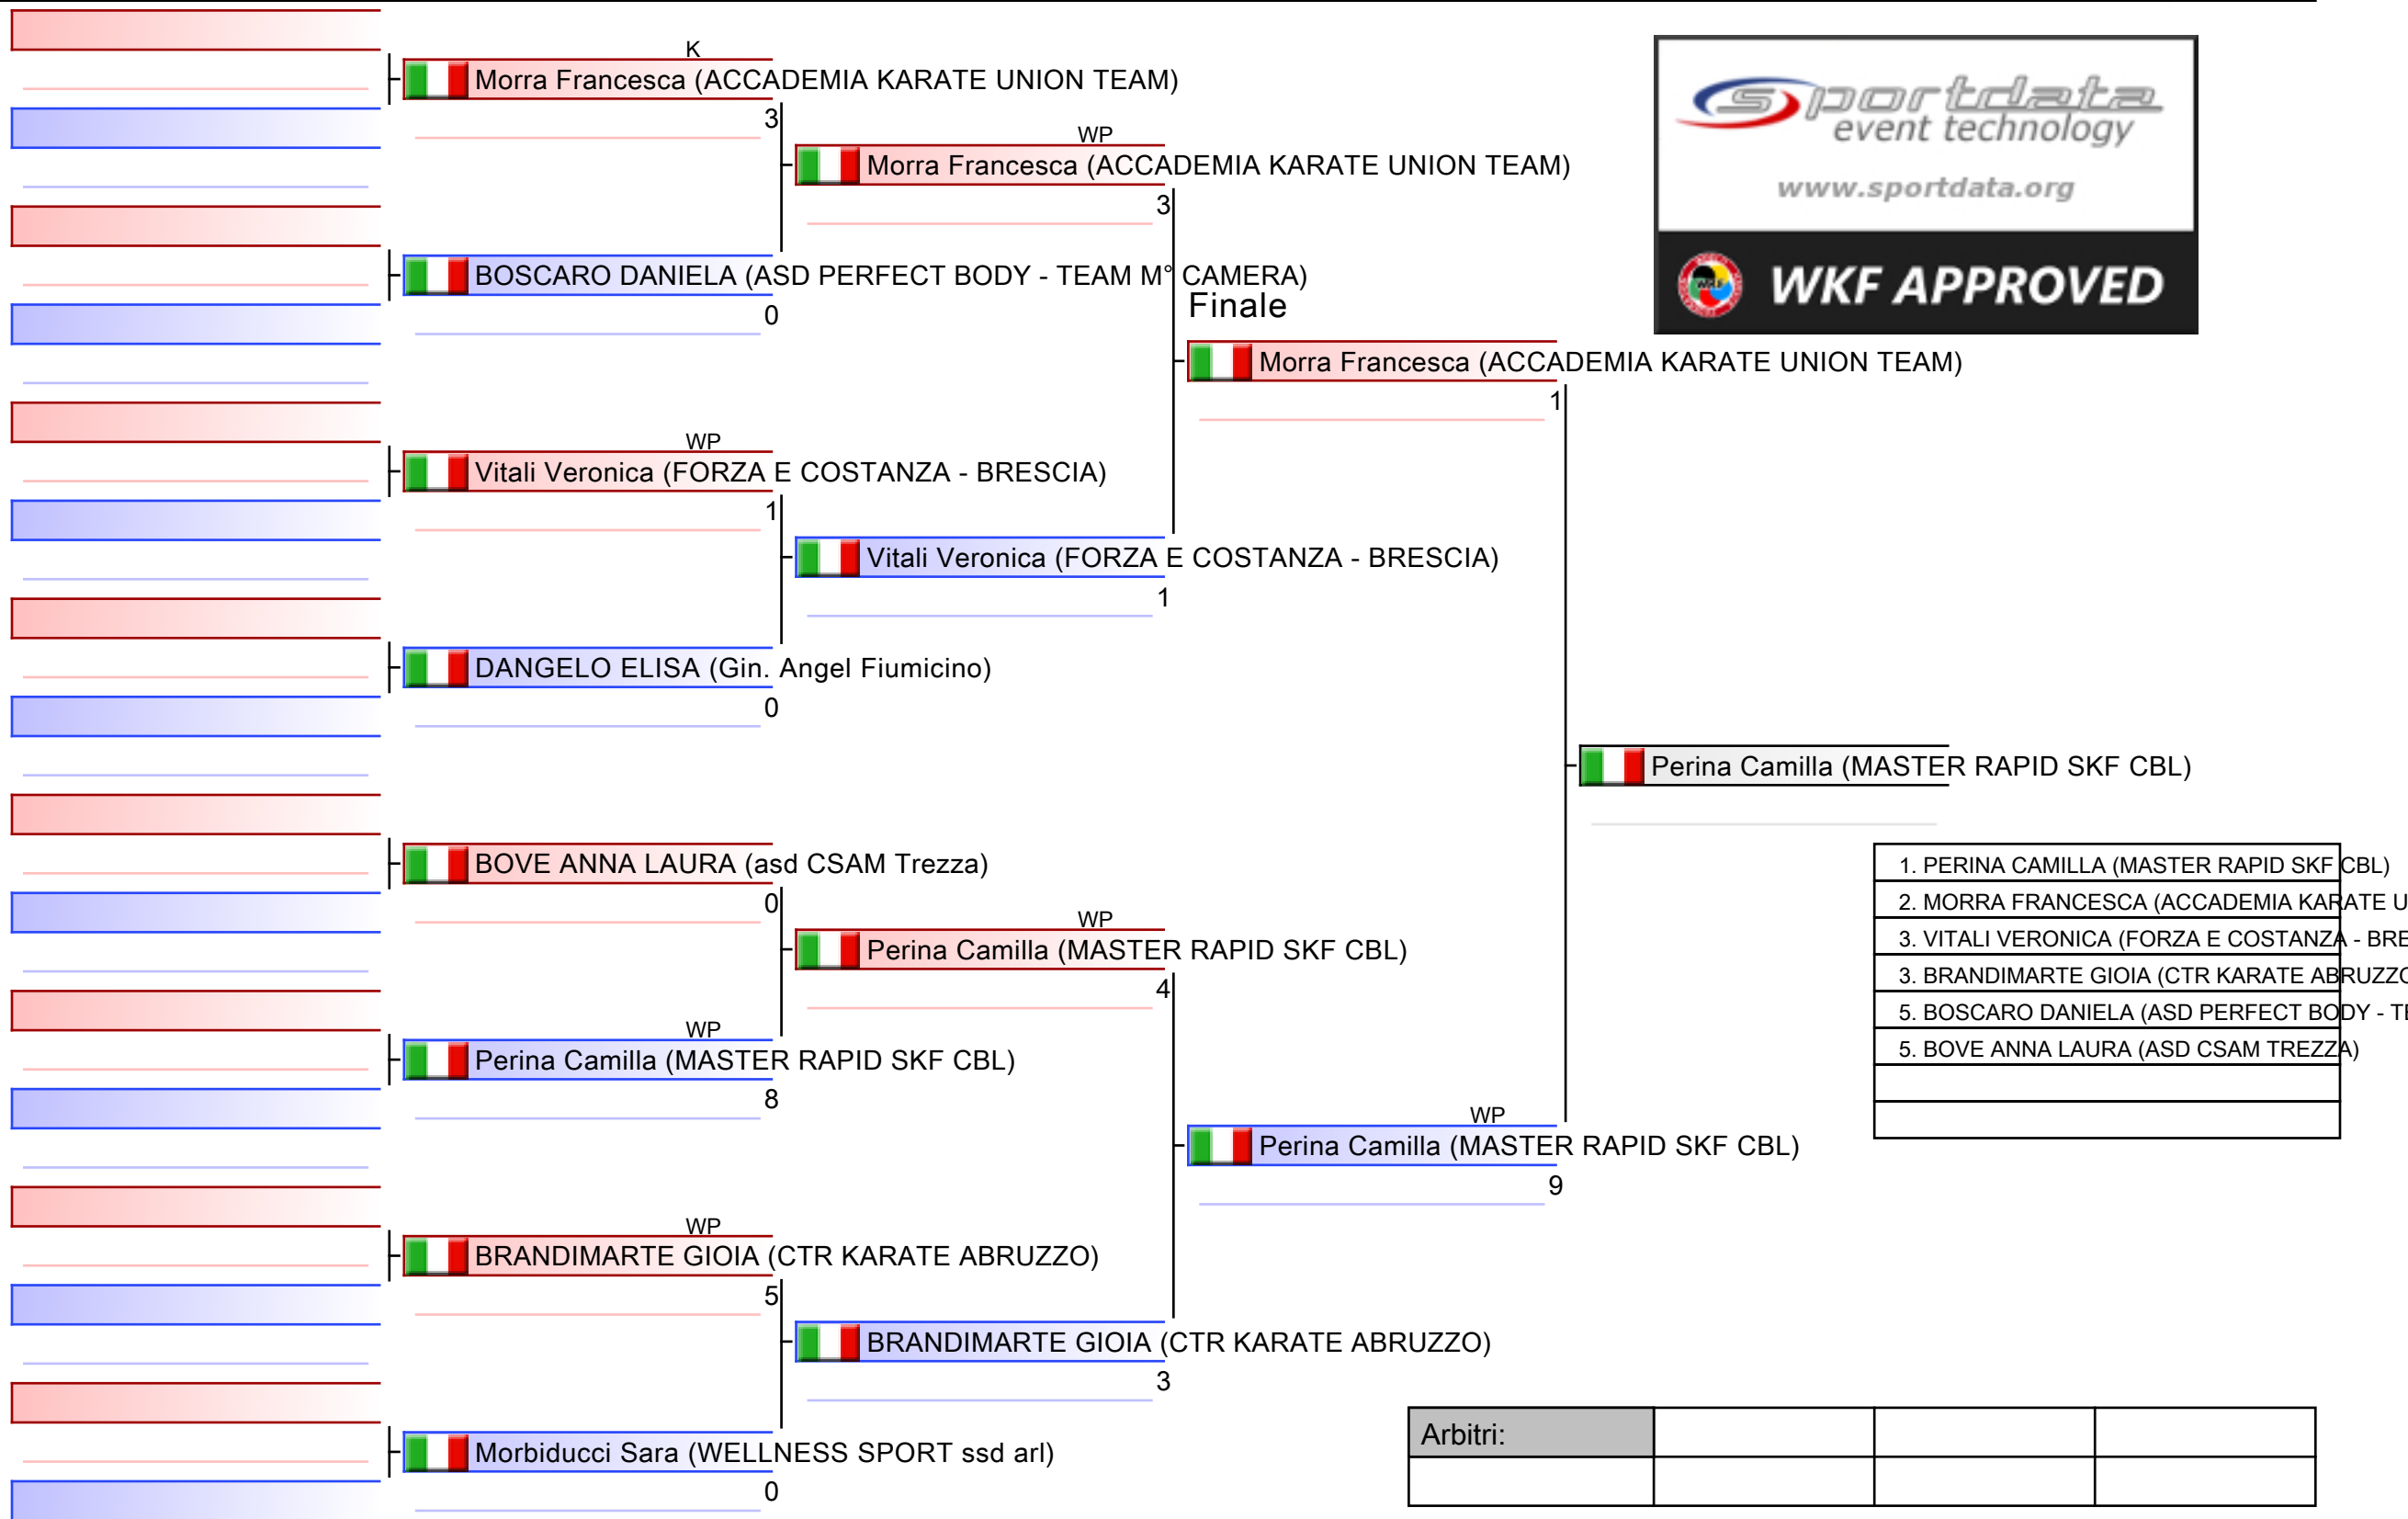 K
Morra Francesca (ACCADEMIA KARATE UNION TEAM)
3
WP
Morra Francesca (ACCADEMIA KARATE UNION TEAM)
3
BOSCARO DANIELA (ASD PERFECT BODY - TEAM M° CAMERA)
0
Finale
Morra Francesca (ACCADEMIA KARATE UNION TEAM)
1
WP
Vitali Veronica (FORZA E COSTANZA - BRESCIA)
1
Vitali Veronica (FORZA E COSTANZA - BRESCIA)
1
DANGELO ELISA (Gin. Angel Fiumicino)
0
Perina Camilla (MASTER RAPID SKF CBL)
BOVE ANNA LAURA (asd CSAM Trezza)
0
WP
Perina Camilla (MASTER RAPID SKF CBL)
4
WP
Perina Camilla (MASTER RAPID SKF CBL)
8
WP
Perina Camilla (MASTER RAPID SKF CBL)
9
WP
BRANDIMARTE GIOIA (CTR KARATE ABRUZZO)
5
BRANDIMARTE GIOIA (CTR KARATE ABRUZZO)
3
Morbiducci Sara (WELLNESS SPORT ssd arl)
0
sportdata
event technology
www.sportdata.org
WKF
WKF APPROVED
1. PERINA CAMILLA (MASTER RAPID SKF CBL)
2. MORRA FRANCESCA (ACCADEMIA KARATE U
3. VITALI VERONICA (FORZA E COSTANZA - BRE
3. BRANDIMARTE GIOIA (CTR KARATE ABRUZZO
5. BOSCARO DANIELA (ASD PERFECT BODY - TE
5. BOVE ANNA LAURA (ASD CSAM TREZZA)
Arbitri: